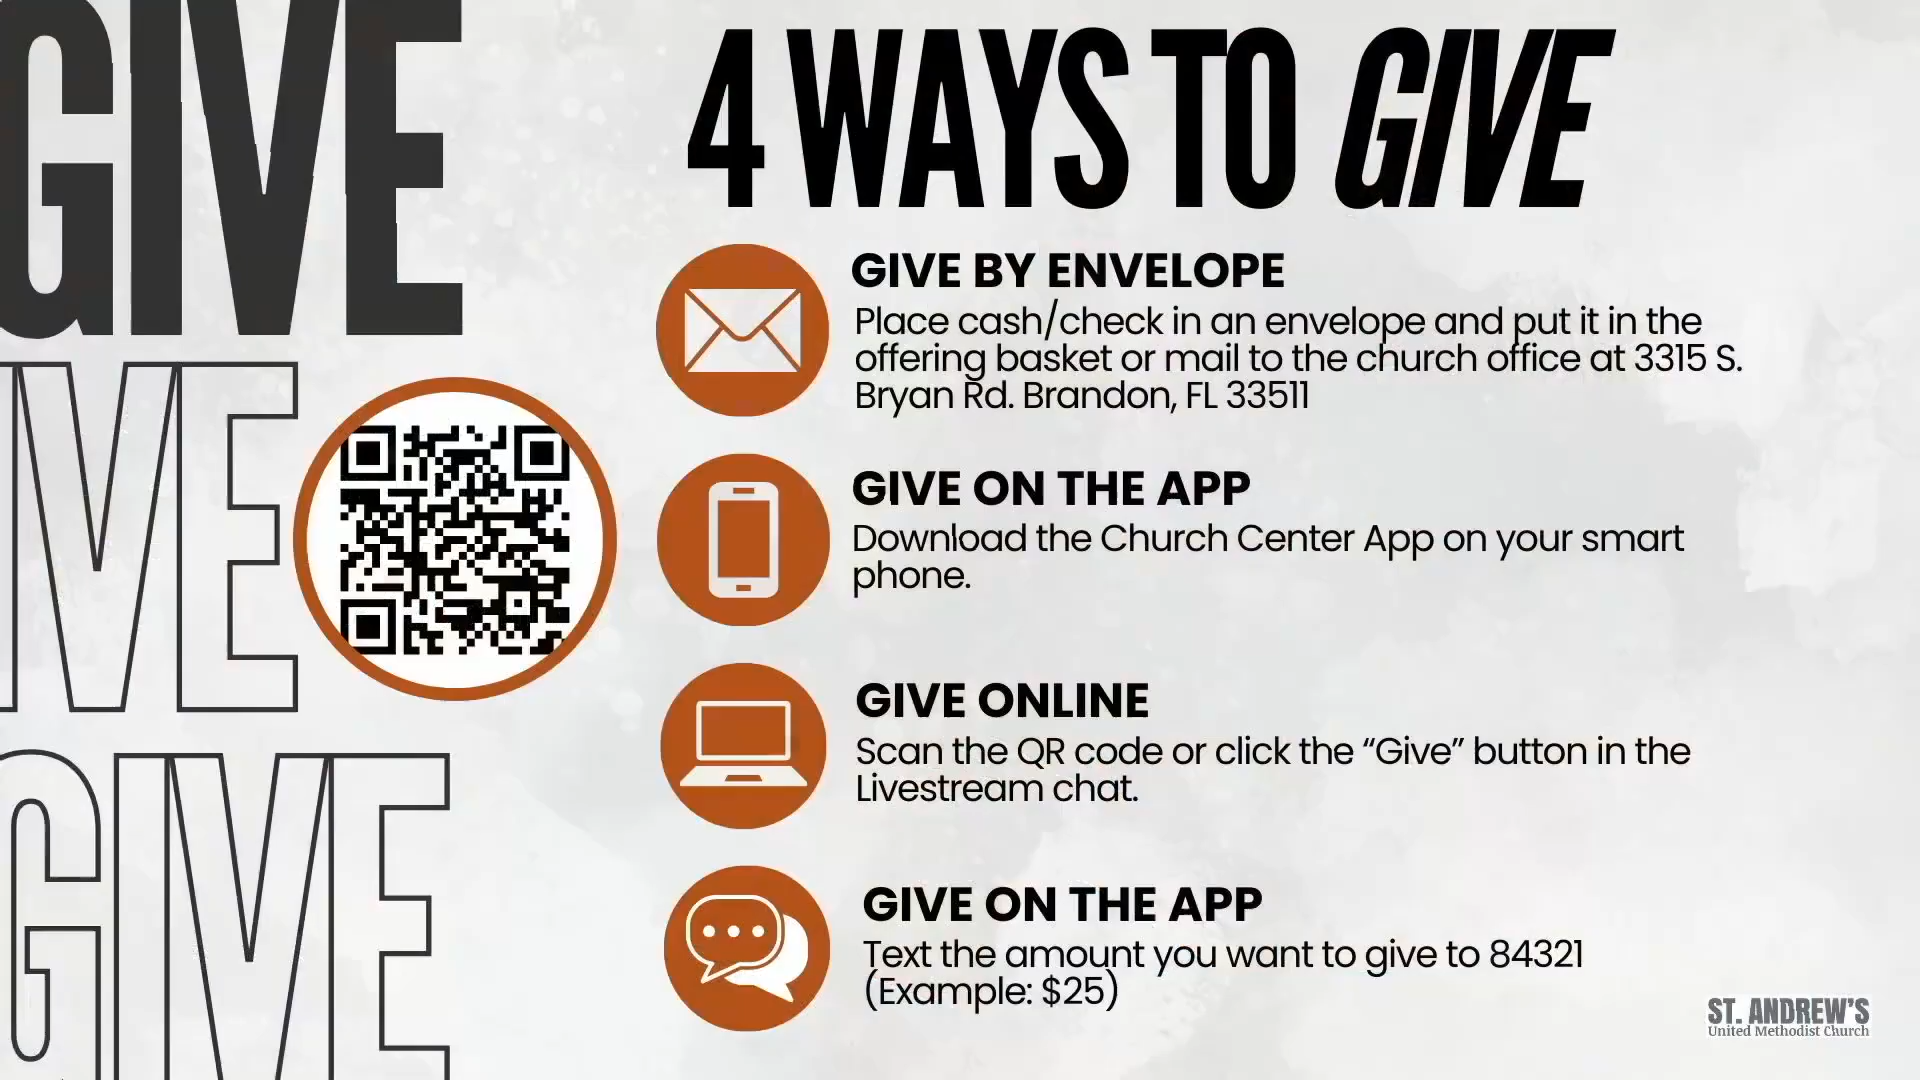 GIVE
IVE
GIVE
4 WAYS TO GIVE
GIVE BY ENVELOPE
Place cash/check in an envelope and put it in the
offering basket or mail to the church office at 3315 S.
Bryan Rd. Brandon, FL 33511
GIVE ON THE APP
Download the Church Center App on your smart
phone.
GIVE ONLINE
Scan the QR code or click the “Give” button in the
Livestream chat.
GIVE ON THE APP
Text the amount you want to give to 84321
(Example: $25)
ST. ANDREW'S
United Methodist Church